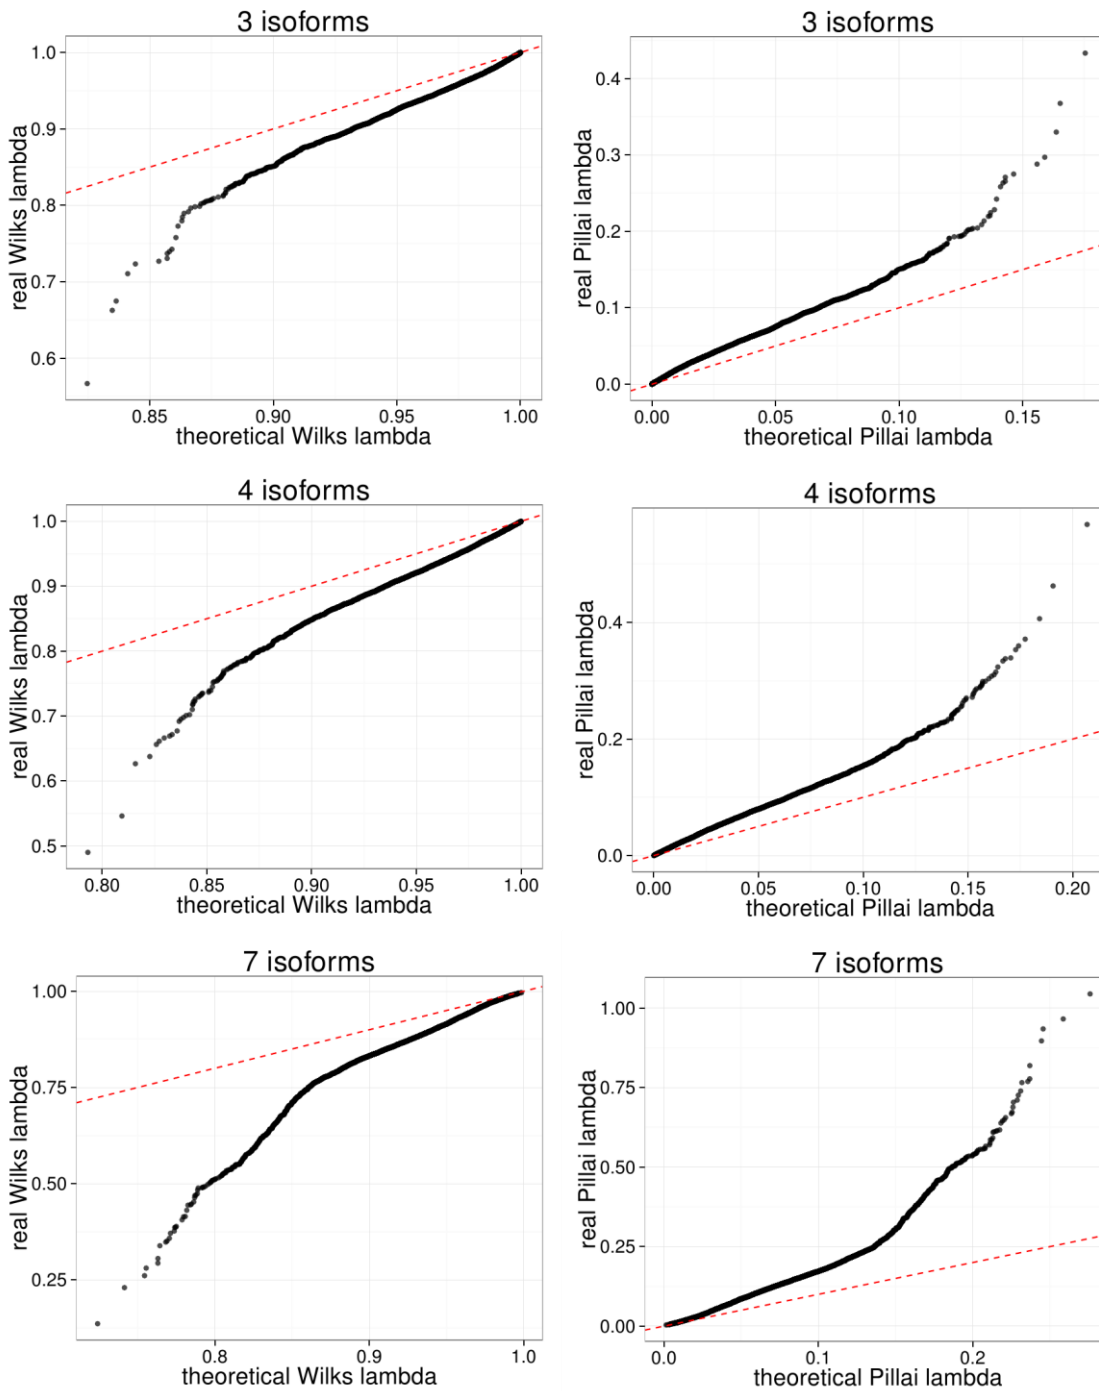 3 isoforms
real Wilks lambda
1.0
0.9
0.8
0.7
0.6
0.85
0.90
0.95
1.00
theoretical Wilks lambda
3 isoforms
real Pillai lambda
0.4
0.3
0.2
0.1
0.0
0.00
0.05
0.10
0.15
theoretical Pillai lambda
4 isoforms
real Wilks lambda
1.0
0.9
0.8
0.7
0.6
0.5
0.80
0.85
0.90
0.95
1.00
theoretical Wilks lambda
4 isoforms
real Pillai lambda
0.4
0.2
0.0
0.00
0.05
0.10
0.15
0.20
theoretical Pillai lambda
7 isoforms
real Wilks lambda
1.00
0.75
0.50
0.25
0.8
0.9
1.0
theoretical Wilks lambda
7 isoforms
real Pillai lambda
1.00
0.75
0.50
0.25
0.00
0.0
0.1
0.2
theoretical Pillai lambda